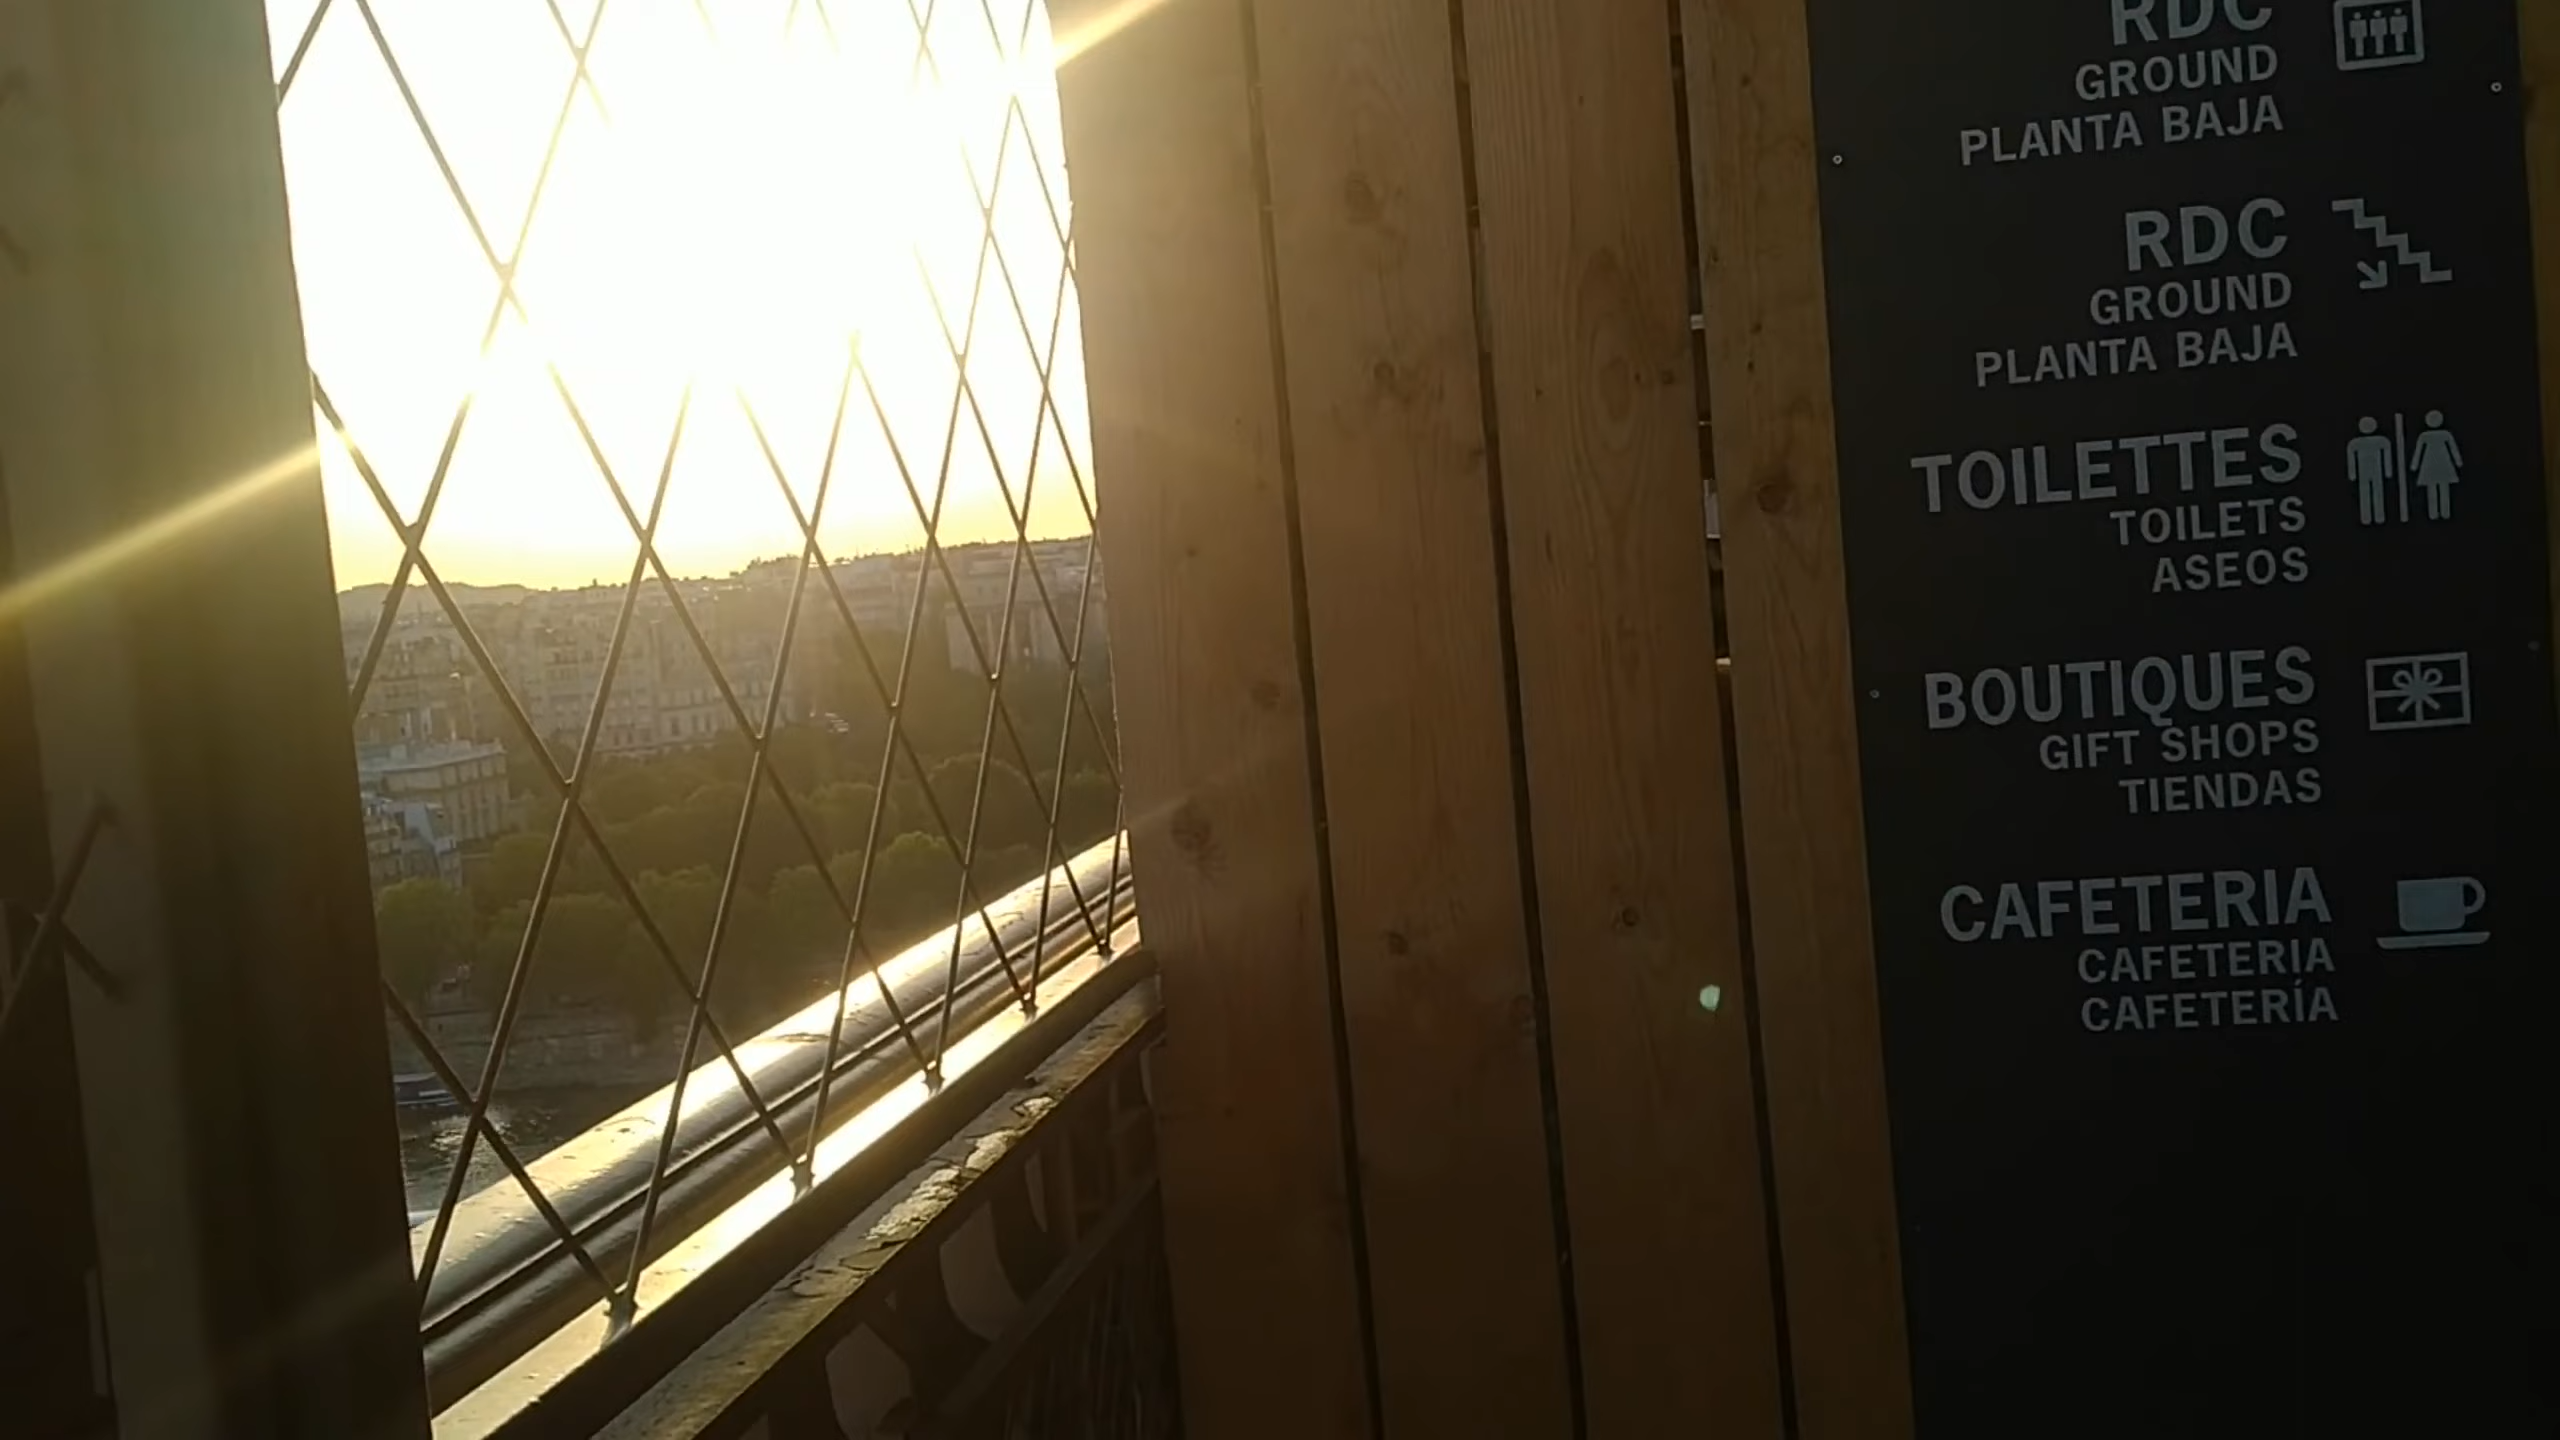 RDC
GROUND
PLANTA BAJA
RDC
GROUND
PLANTA BAJA
TOILETTES
TOILETS
ASEOS
BOUTIQUES
GIFT SHOPS
TIENDAS
CAFETERIA
CAFETERIA
CAFETERÍA